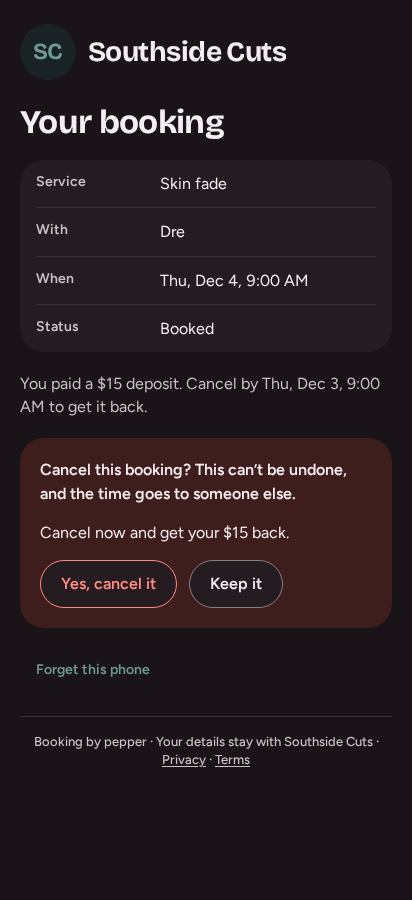 SC
Southside Cuts
Your booking
Service Skin fade
With Dre
When Thu, Dec 4, 9:00 AM
Status Booked
You paid a $15 deposit. Cancel by Thu, Dec 3, 9:00
AM to get it back.
Cancel this booking? This can’t be undone,
and the time goes to someone else.
Cancel now and get your $15 back.
Yes, cancel it Keep it
Forget this phone
Booking by pepper · Your details stay with Southside Cuts ·
Privacy · Terms